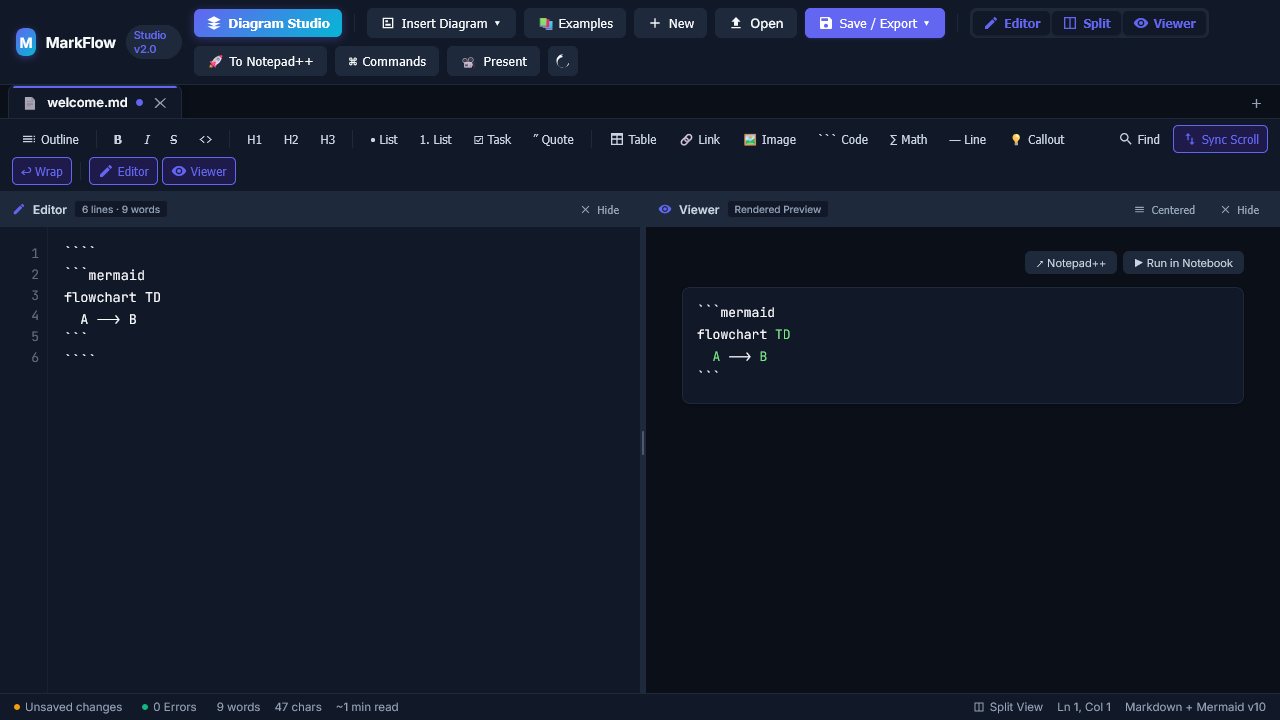 M MarkFlow Studio v2.0
Diagram Studio Insert Diagram ▾ Examples + New Open Save / Export ▾ Editor Split Viewer
To Notepad++ ⌘ Commands Present
welcome.md ● ✕ +
Outline B I S <> H1 H2 H3 • List 1. List ☑ Task ” Quote Table Link Image ``` Code ∑ Math — Line Callout Find Sync Scroll
↩ Wrap Editor Viewer
Editor 6 lines · 9 words ✕ Hide
Viewer Rendered Preview Centered ✕ Hide
1 ````
2 ```mermaid
3 flowchart TD
4   A --> B
5 ```
6 ````
↗ Notepad++ ▶ Run in Notebook
```mermaid
flowchart TD
  A --> B
```
Unsaved changes 0 Errors 9 words 47 chars ~1 min read Split View Ln 1, Col 1 Markdown + Mermaid v10